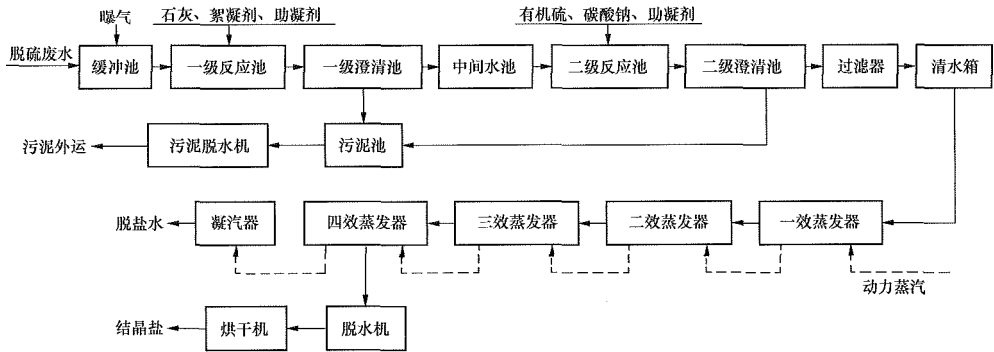 曝气
石灰、絮凝剂、助凝剂
有机硫、碳酸钠、助凝剂
脱硫废水
缓冲池
一级反应池
一级澄清池
中间水池
二级反应池
二级澄清池
过滤器
清水箱
污泥外运
污泥脱水机
污泥池
脱盐水
凝汽器
四效蒸发器
三效蒸发器
二效蒸发器
一效蒸发器
动力蒸汽
结晶盐
烘干机
脱水机